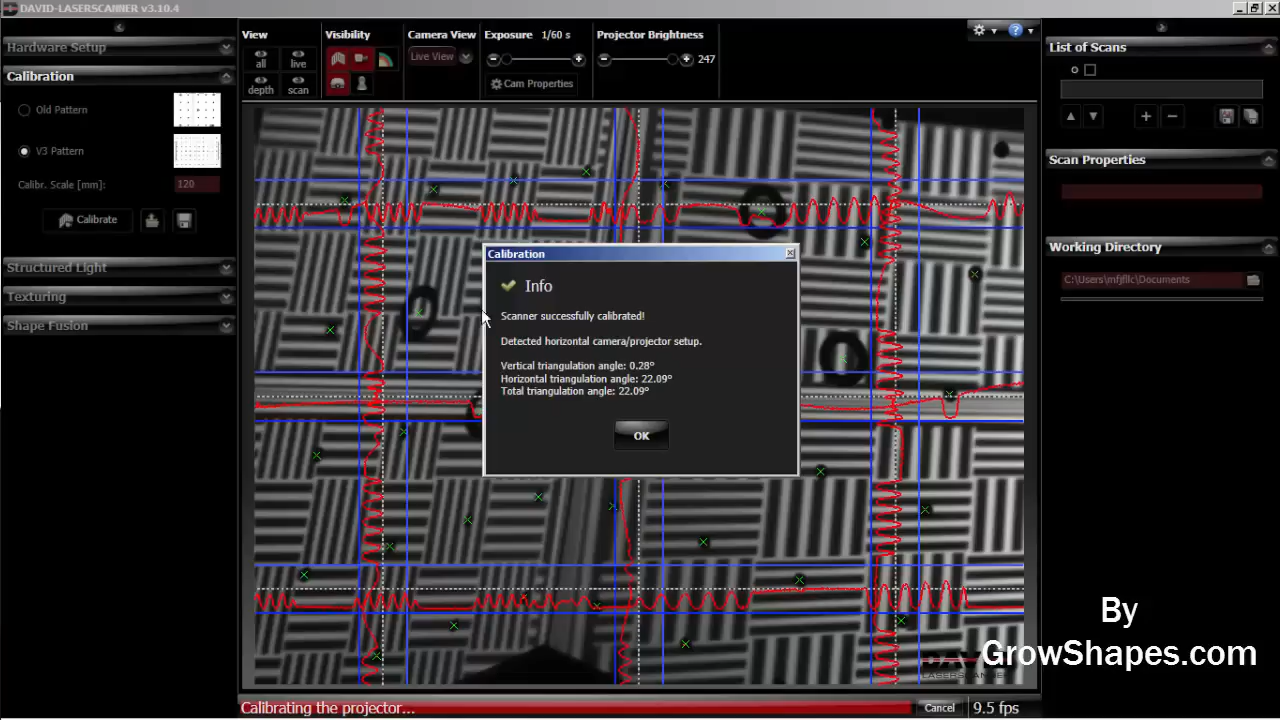 DAVID-LASERSCANNER v3.10.4
Hardware Setup
Calibration
Old Pattern
V3 Pattern
Calibr. Scale [mm]:
120
Calibrate
Structured Light
Texturing
Shape Fusion
View
all
live
depth
scan
Visibility
Camera View
Live View
Exposure 1/60 s
Cam Properties
Projector Brightness
247
Calibration
Info
Scanner successfully calibrated!
Detected horizontal camera/projector setup.
Vertical triangulation angle: 0.28°
Horizontal triangulation angle: 22.09°
Total triangulation angle: 22.09°
OK
List of Scans
Scan Properties
Working Directory
C:\Users\mfjfllc\Documents
By
GrowShapes.com
LASERSCANNER
Calibrating the projector...
Cancel
9.5 fps